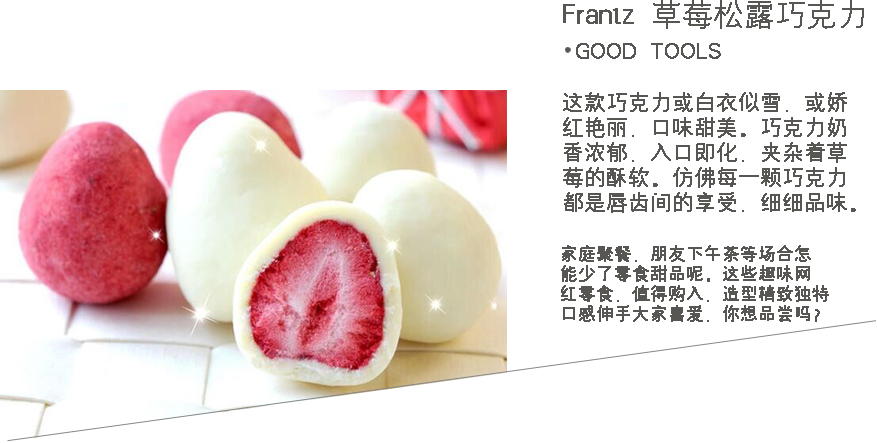 Frantz 草莓松露巧克力
•GOOD TOOLS
这款巧克力或白衣似雪，或娇
红艳丽，口味甜美。巧克力奶
香浓郁，入口即化，夹杂着草
莓的酥软。仿佛每一颗巧克力
都是唇齿间的享受，细细品味。
家庭聚餐，朋友下午茶等场合怎
能少了零食甜品呢。这些趣味网
红零食，值得购入，造型精致独特
口感伸手大家喜爱，你想品尝吗？